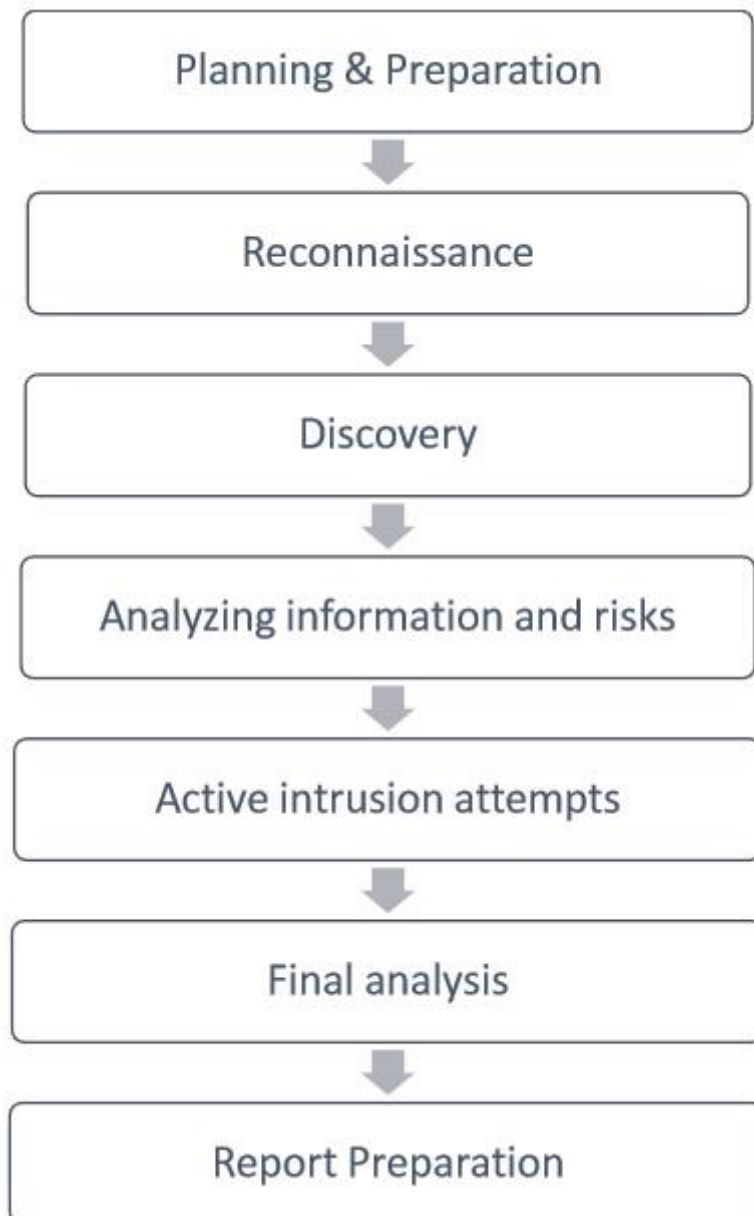 Planning & Preparation
Reconnaissance
Discovery
Analyzing information and risks
Active intrusion attempts
Final analysis
Report Preparation